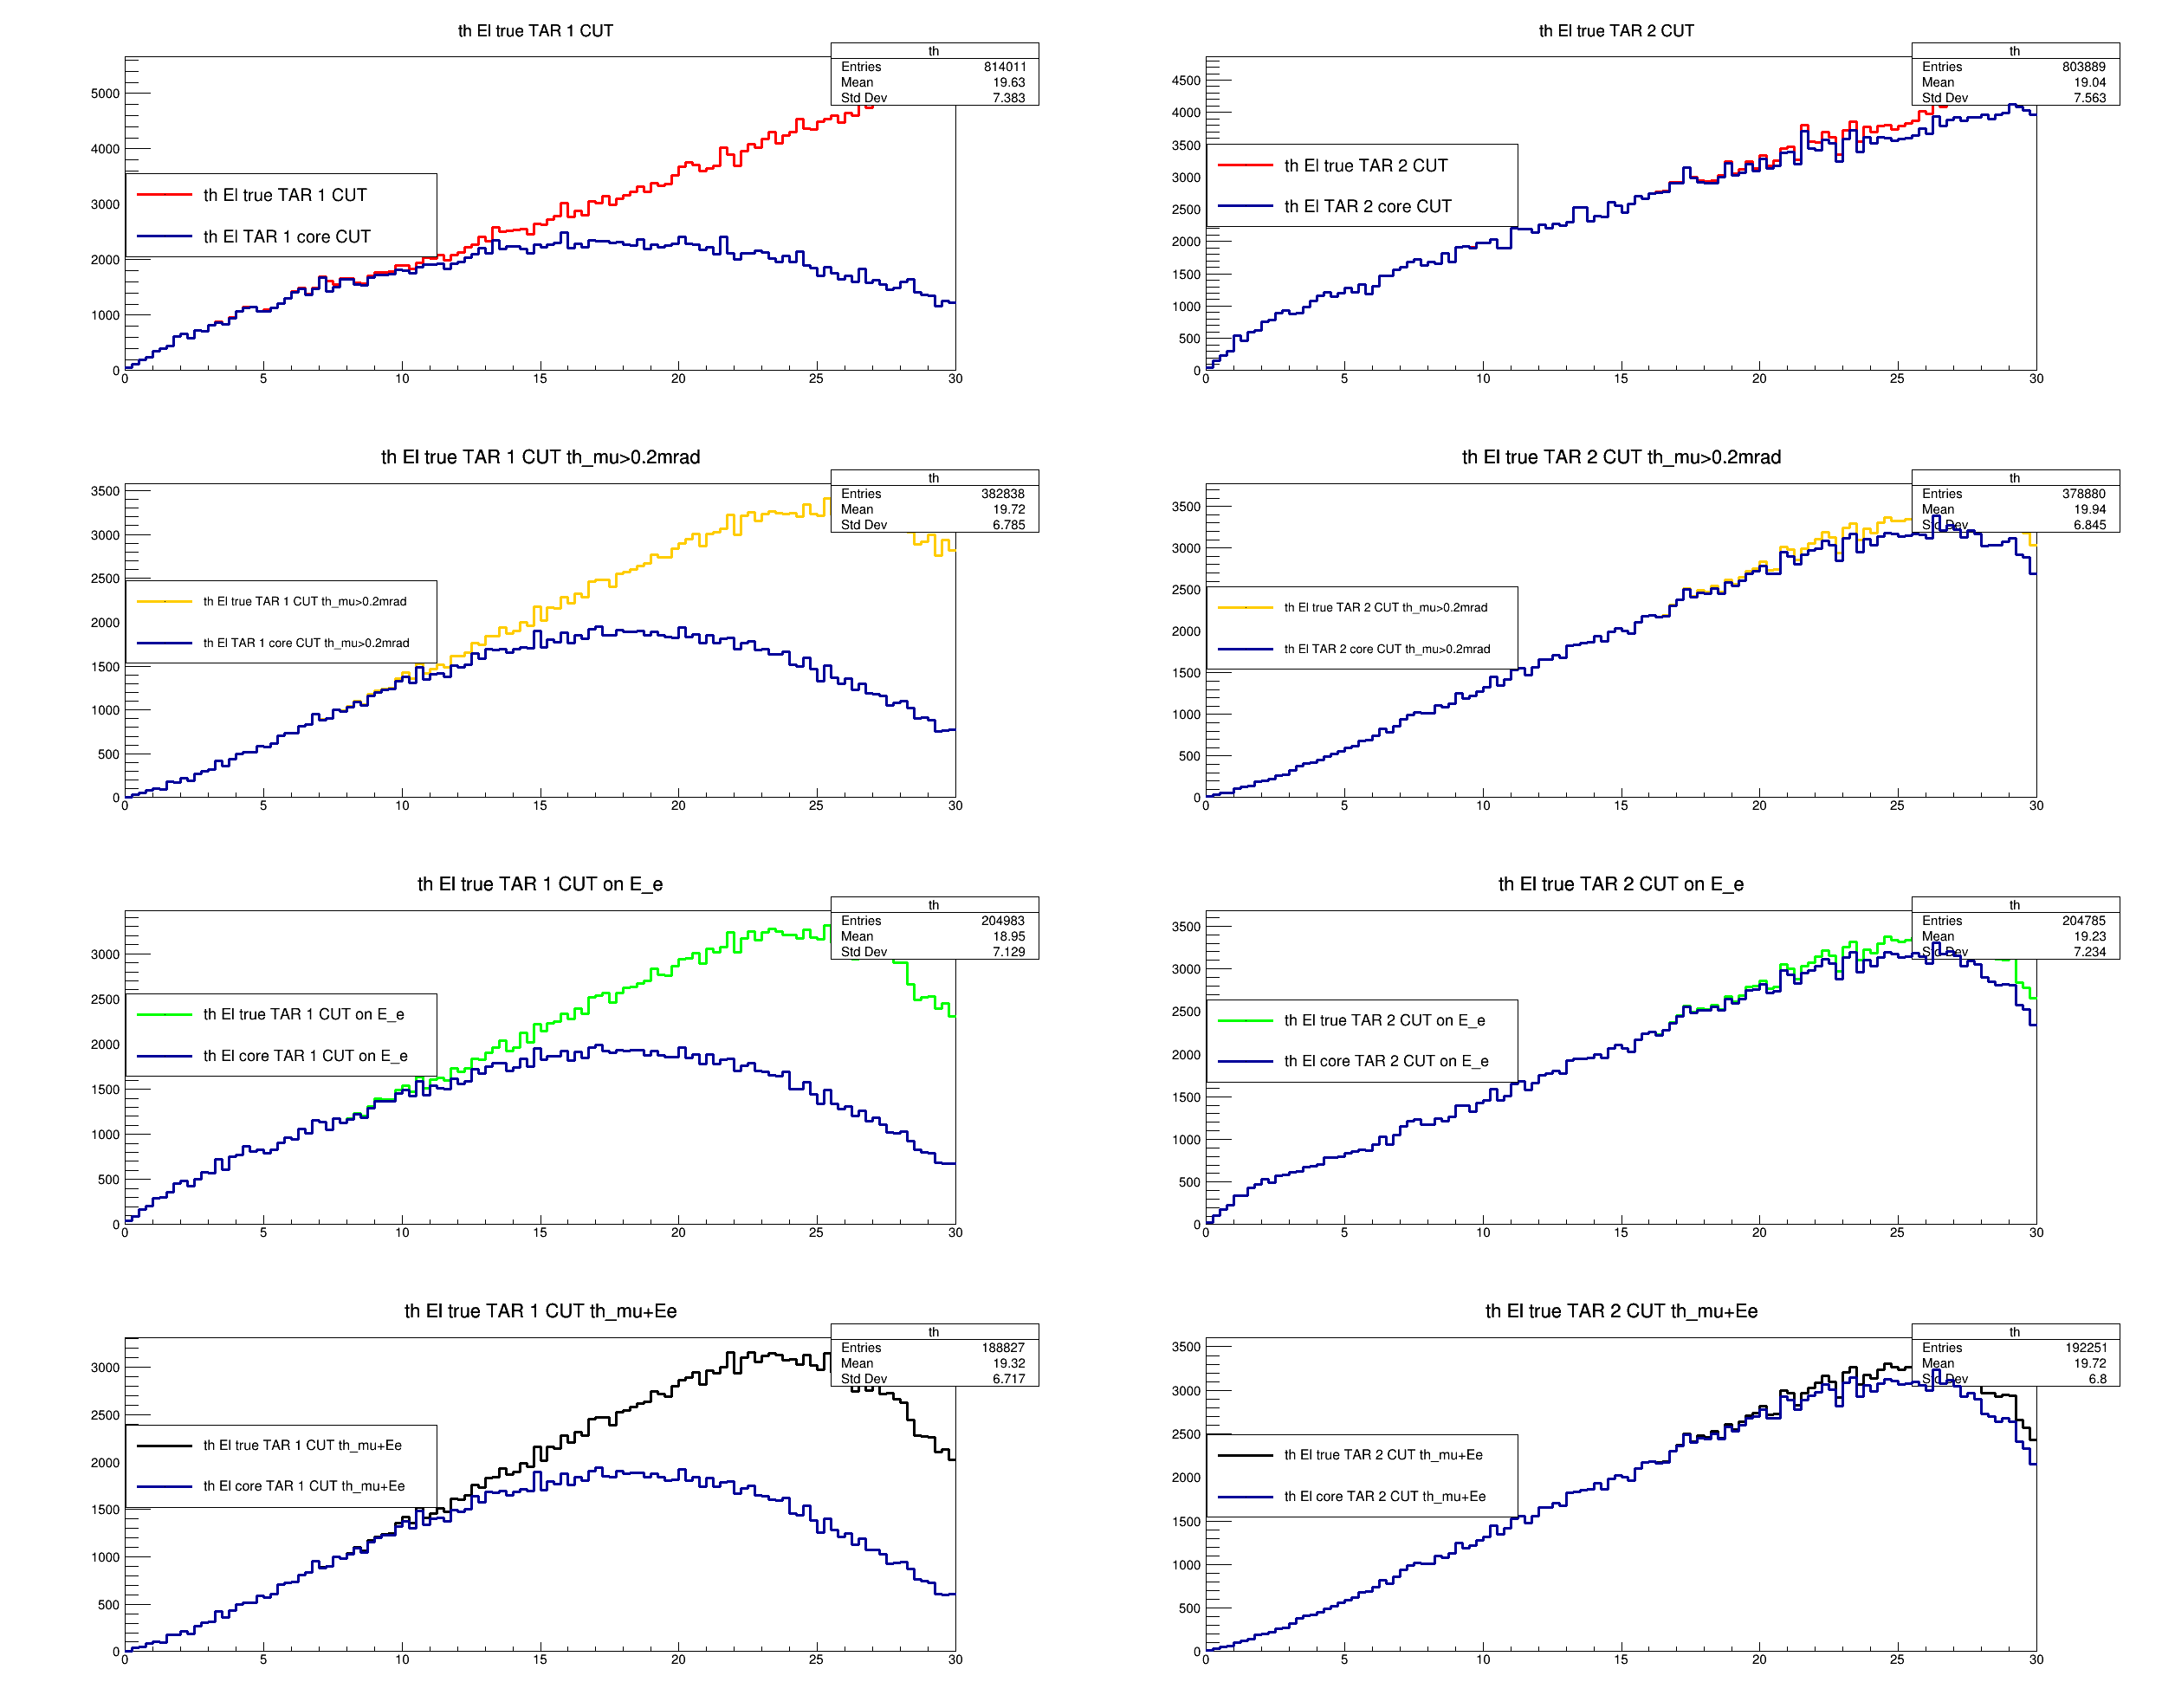 th El true TAR 1 CUT
th
Entries 814011
Mean 19.63
Std Dev 7.383
5000
4000
3000
2000
1000
0
th El true TAR 1 CUT
th El TAR 1 core CUT
0 5 10 15 20 25 30
th El true TAR 2 CUT
th
Entries 803889
Mean 19.04
Std Dev 7.563
4500
4000
3500
3000
2500
2000
1500
1000
500
0
th El true TAR 2 CUT
th El TAR 2 core CUT
0 5 10 15 20 25 30
th El true TAR 1 CUT th_mu>0.2mrad
th
Entries 382838
Mean 19.72
Std Dev 6.785
3500
3000
2500
2000
1500
1000
500
0
th El true TAR 1 CUT th_mu>0.2mrad
th El TAR 1 core CUT th_mu>0.2mrad
0 5 10 15 20 25 30
th El true TAR 2 CUT th_mu>0.2mrad
th
Entries 378880
Mean 19.94
Std Dev 6.845
3500
3000
2500
2000
1500
1000
500
0
th El true TAR 2 CUT th_mu>0.2mrad
th El TAR 2 core CUT th_mu>0.2mrad
0 5 10 15 20 25 30
th El true TAR 1 CUT on E_e
th
Entries 204983
Mean 18.95
Std Dev 7.129
3000
2500
2000
1500
1000
500
0
th El true TAR 1 CUT on E_e
th El core TAR 1 CUT on E_e
0 5 10 15 20 25 30
th El true TAR 2 CUT on E_e
th
Entries 204785
Mean 19.23
Std Dev 7.234
3500
3000
2500
2000
1500
1000
500
0
th El true TAR 2 CUT on E_e
th El core TAR 2 CUT on E_e
0 5 10 15 20 25 30
th El true TAR 1 CUT th_mu+Ee
th
Entries 188827
Mean 19.32
Std Dev 6.717
3000
2500
2000
1500
1000
500
0
th El true TAR 1 CUT th_mu+Ee
th El core TAR 1 CUT th_mu+Ee
0 5 10 15 20 25 30
th El true TAR 2 CUT th_mu+Ee
th
Entries 192251
Mean 19.72
Std Dev 6.8
3500
3000
2500
2000
1500
1000
500
0
th El true TAR 2 CUT th_mu+Ee
th El core TAR 2 CUT th_mu+Ee
0 5 10 15 20 25 30